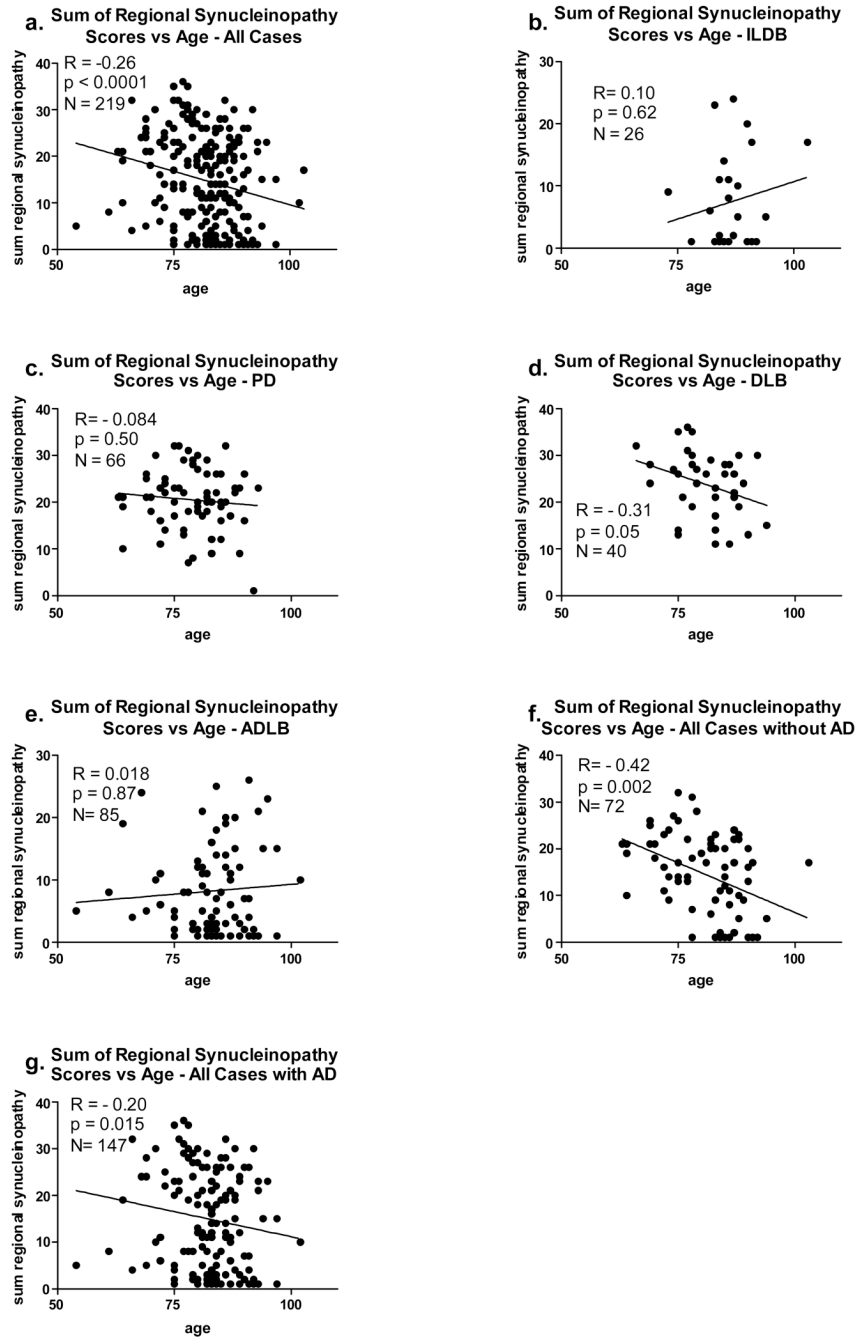 a. Sum of Regional Synucleinopathy
Scores vs Age - All Cases
R = -0.26
p < 0.0001
N = 219
sum regional synucleinopathy
40
30
20
10
0
50
75
100
age
b. Sum of Regional Synucleinopathy
Scores vs Age - ILDB
R= 0.10
p = 0.62
N = 26
sum regional synucleinopathy
30
20
10
0
50
75
100
age
c. Sum of Regional Synucleinopathy
Scores vs Age - PD
R= - 0.084
p = 0.50
N = 66
sum regional synucleinopathy
40
30
20
10
0
50
75
100
age
d. Sum of Regional Synucleinopathy
Scores vs Age - DLB
R = - 0.31
p = 0.05
N = 40
sum regional synucleinopathy
40
30
20
10
0
50
75
100
age
e. Sum of Regional Synucleinopathy
Scores vs Age - ADLB
R = 0.018
p = 0.87
N= 85
sum regional synucleinopathy
30
20
10
0
50
75
100
age
f. Sum of Regional Synucleinopathy
Scores vs Age - All Cases without AD
R= - 0.42
p = 0.002
N= 72
sum regional synucleinopathy
40
30
20
10
0
50
75
100
age
g. Sum of Regional Synucleinopathy
Scores vs Age - All Cases with AD
R = - 0.20
p = 0.015
N= 147
sum regional synucleinopathy
40
30
20
10
0
50
75
100
age